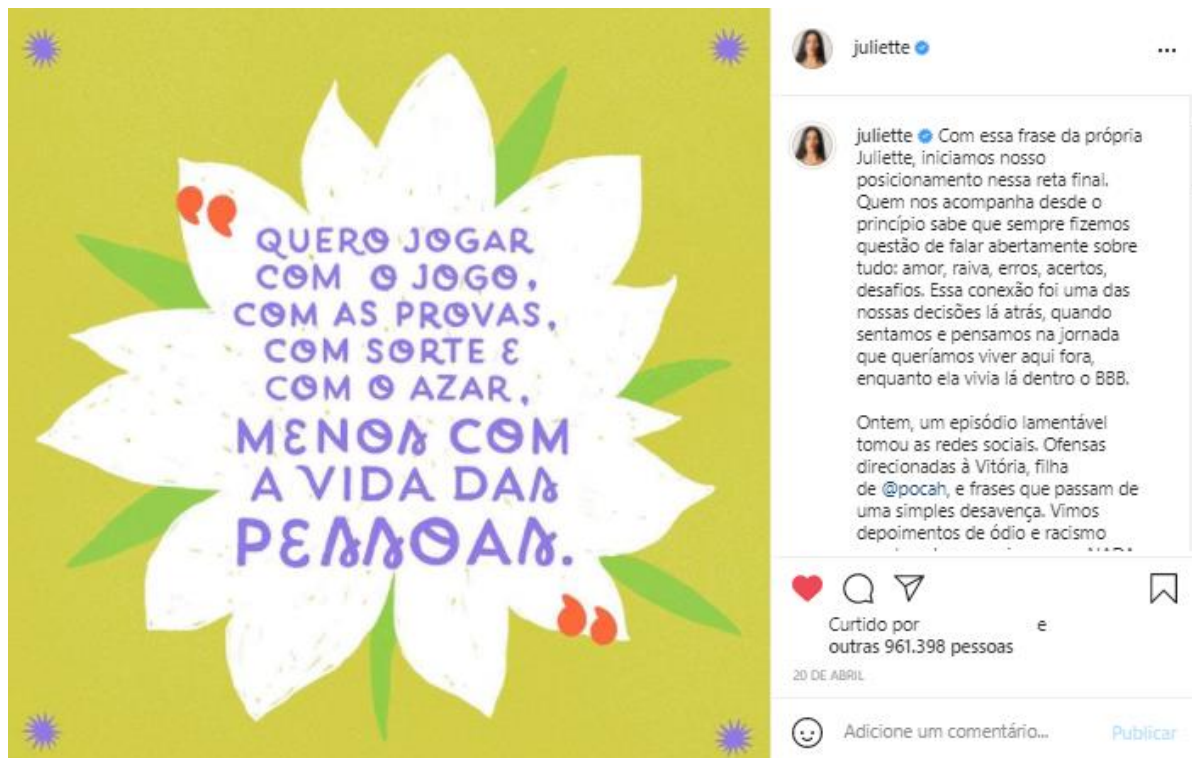 QUERO JOGAR
COM O JOGO,
COM AS PROVAS,
COM SORTE E
COM O AZAR,
MENOS COM
A VIDA DAS
PESSOAS.
juliette
juliette Com essa frase da própria
Juliette, iniciamos nosso
posicionamento nessa reta final.
Quem nos acompanha desde o
princípio sabe que sempre fizemos
questão de falar abertamente sobre
tudo: amor, raiva, erros, acertos,
desafios. Essa conexão foi uma das
nossas decisões lá atrás, quando
sentamos e pensamos na jornada
que queríamos viver aqui fora,
enquanto ela vivia lá dentro o BBB.
Ontem, um episódio lamentável
tomou as redes sociais. Ofensas
direcionadas à Vitória, filha
de @pocah, e frases que passam de
uma simples desavença. Vimos
depoimentos de ódio e racismo
Curtido por e
outras 961.398 pessoas
20 DE ABRIL
Adicione um comentário... Publicar